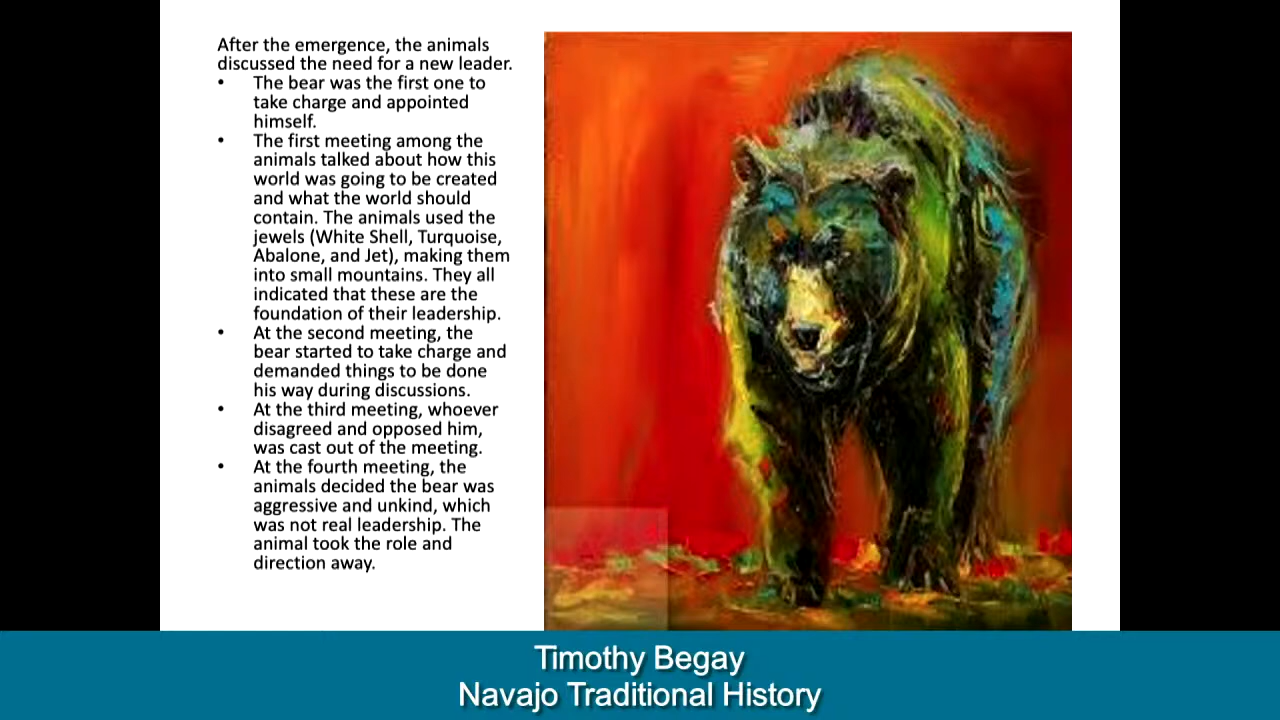 After the emergence, the animals
discussed the need for a new leader.
• The bear was the first one to
take charge and appointed
himself.
• The first meeting among the
animals talked about how this
world was going to be created
and what the world should
contain. The animals used the
jewels (White Shell, Turquoise,
Abalone, and Jet), making them
into small mountains. They all
indicated that these are the
foundation of their leadership.
• At the second meeting, the
bear started to take charge and
demanded things to be done
his way during discussions.
• At the third meeting, whoever
disagreed and opposed him,
was cast out of the meeting.
• At the fourth meeting, the
animals decided the bear was
aggressive and unkind, which
was not real leadership. The
animal took the role and
direction away.
Timothy Begay
Navajo Traditional History